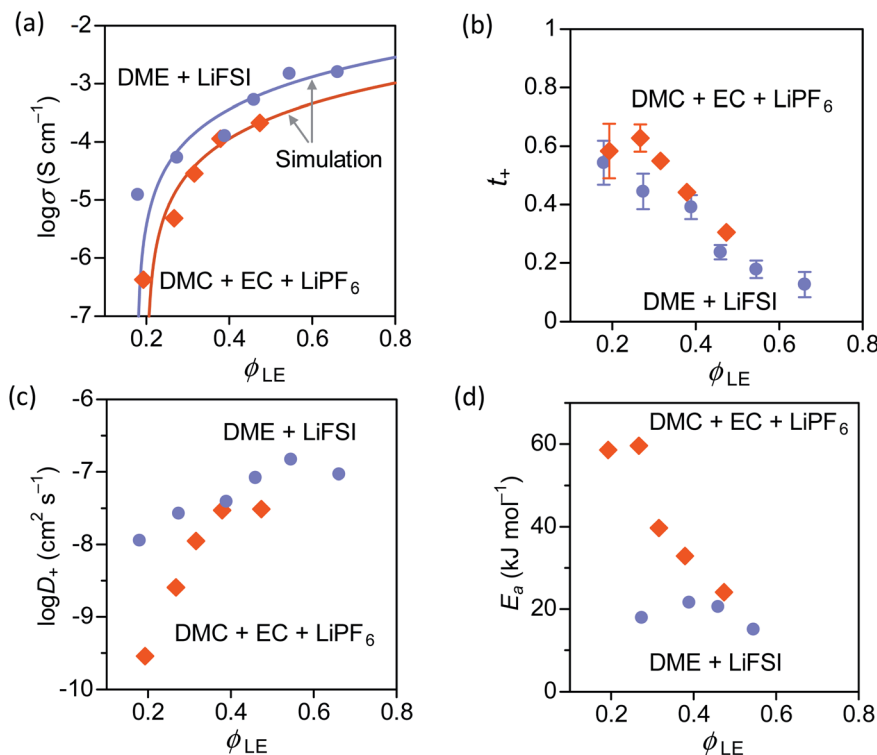 (a)
-2
-3
-4
-5
-6
-7
logσ (S cm⁻¹)
DME + LiFSI
Simulation
DMC + EC + LiPF₆
0.2 0.4 0.6 0.8
ϕLE
(b)
1
0.8
0.6
0.4
0.2
0
t₊
DMC + EC + LiPF₆
DME + LiFSI
0.2 0.4 0.6 0.8
ϕLE
(c)
-6
-7
-8
-9
-10
logD₊ (cm² s⁻¹)
DME + LiFSI
DMC + EC + LiPF₆
0.2 0.4 0.6 0.8
ϕLE
(d)
60
40
20
0
Eₐ (kJ mol⁻¹)
DMC + EC + LiPF₆
DME + LiFSI
0.2 0.4 0.6 0.8
ϕLE